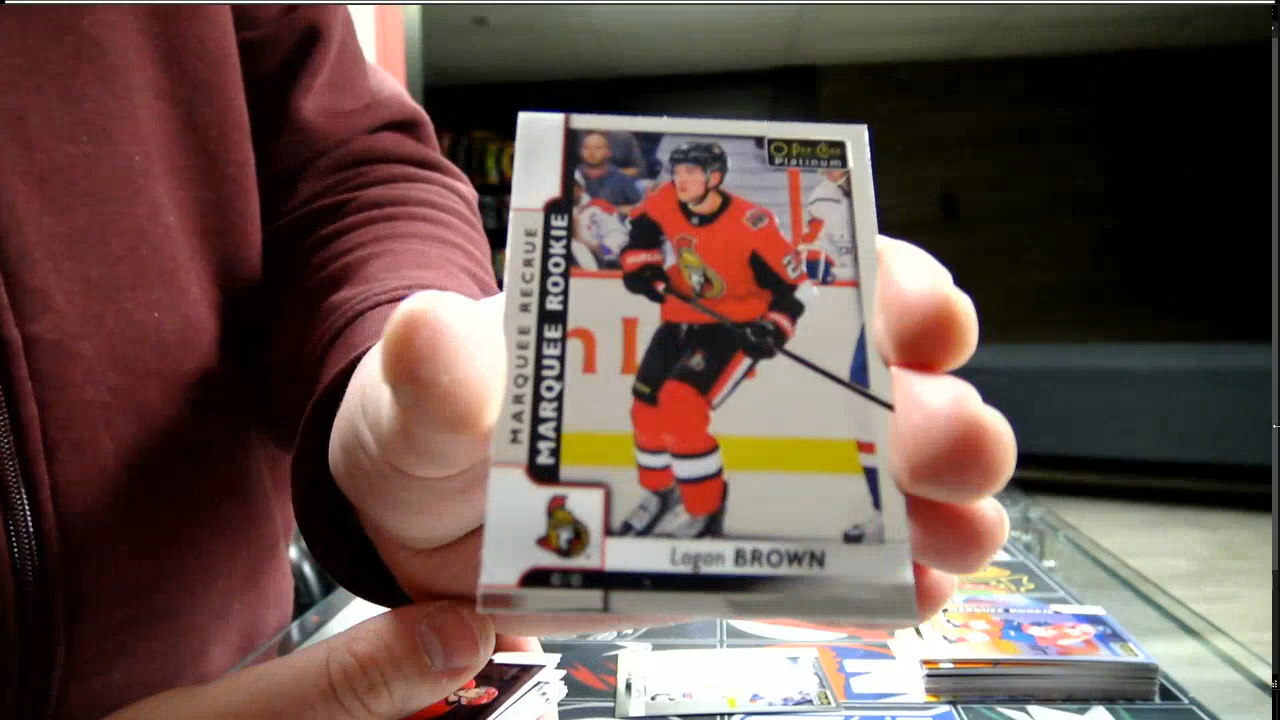 O-Pee-Chee
Platinum
MARQUEE RECRUE
MARQUEE ROOKIE
Logan BROWN
C/C